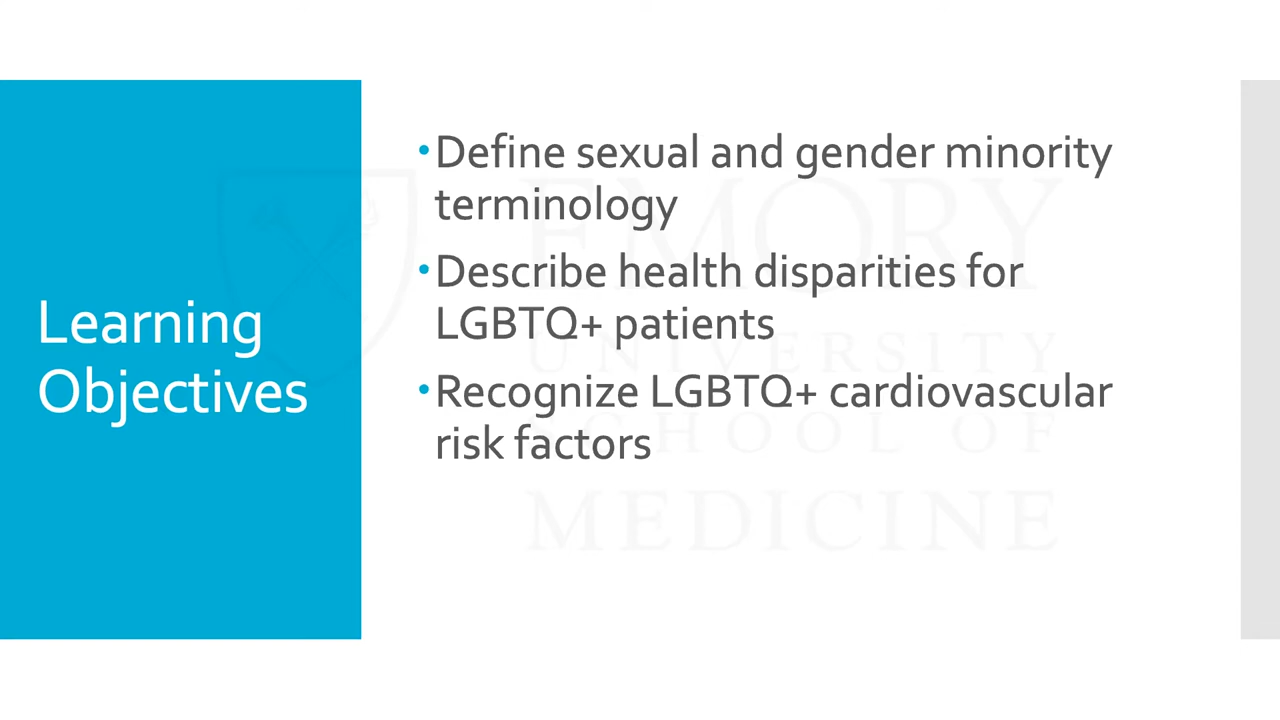 Learning
Objectives
•Define sexual and gender minority
terminology
•Describe health disparities for
LGBTQ+ patients
•Recognize LGBTQ+ cardiovascular
risk factors
EMORY
UNIVERSITY
SCHOOL OF
MEDICINE